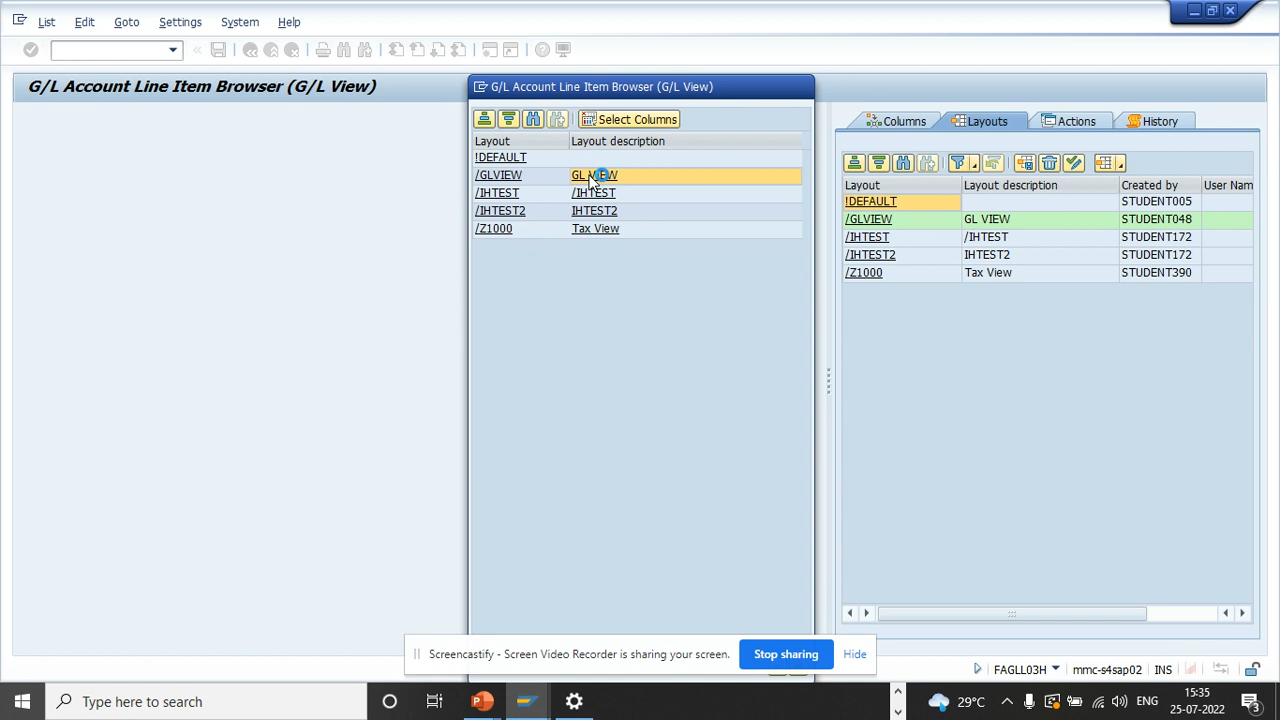 List Edit Goto Settings System Help
G/L Account Line Item Browser (G/L View)
G/L Account Line Item Browser (G/L View)
Select Columns
Layout Layout description
!DEFAULT
/GLVIEW GL VIEW
/IHTEST /IHTEST
/IHTEST2 IHTEST2
/Z1000 Tax View
Columns Layouts Actions History
Layout Layout description Created by User Nam
!DEFAULT STUDENT005
/GLVIEW GL VIEW STUDENT048
/IHTEST /IHTEST STUDENT172
/IHTEST2 IHTEST2 STUDENT172
/Z1000 Tax View STUDENT390
Screencastify - Screen Video Recorder is sharing your screen. Stop sharing Hide
FAGLL03H mmc-s4sap02 INS
Type here to search
29°C ENG 15:35
25-07-2022 3